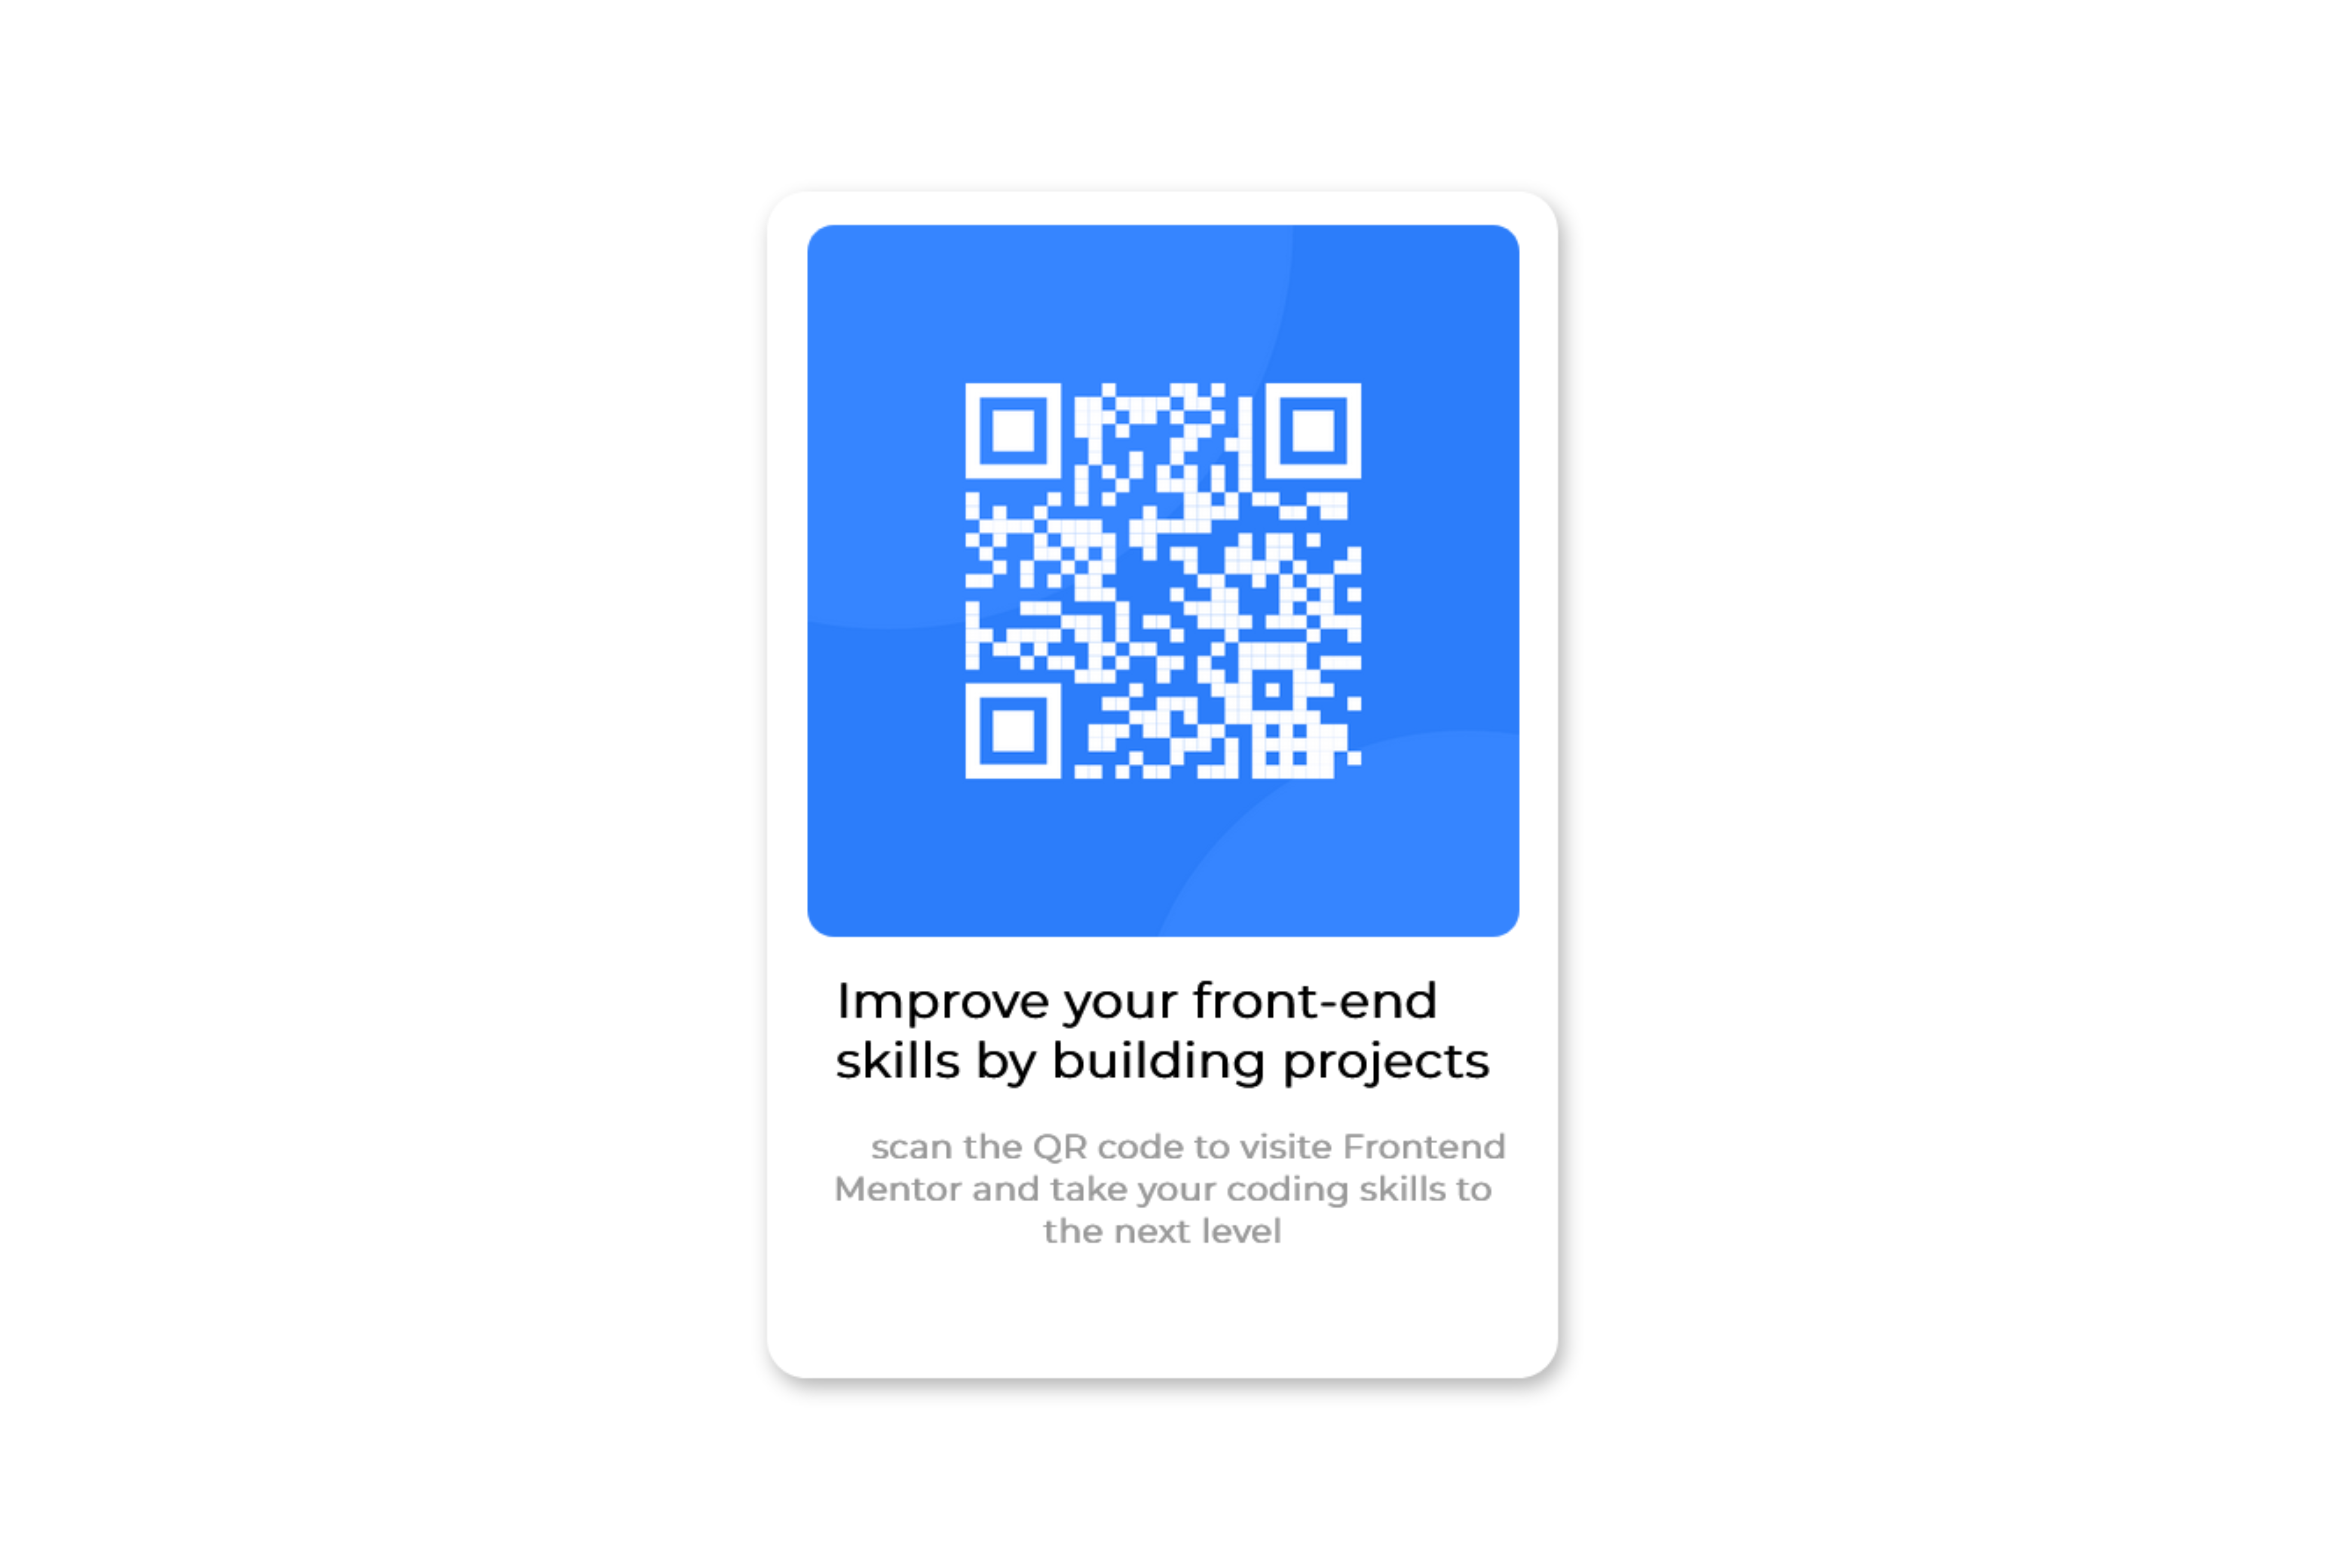 Improve your front-end
skills by building projects
scan the QR code to visite Frontend
Mentor and take your coding skills to
the next level